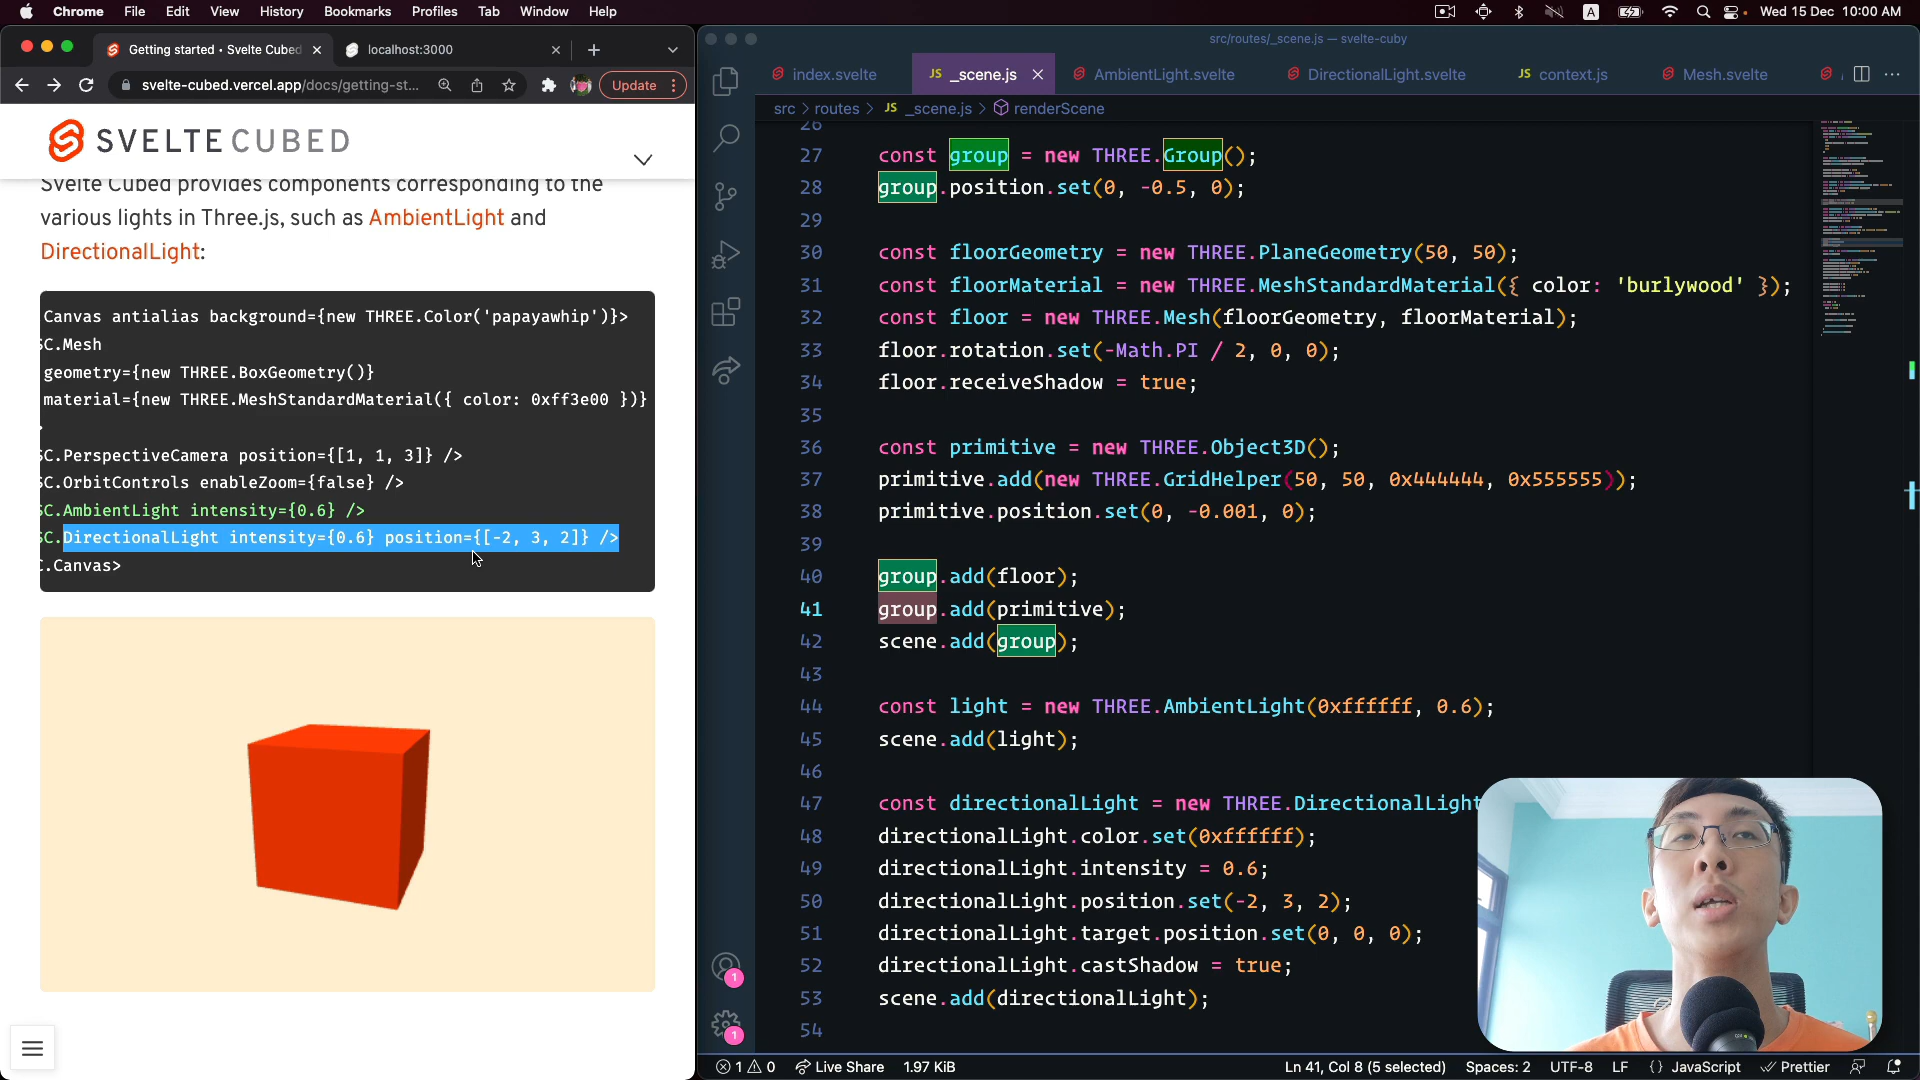 Chrome File Edit View History Bookmarks Profiles Tab Window Help
A Wed 15 Dec 10:00 AM
Getting started • Svelte Cubed
localhost:3000
svelte-cubed.vercel.app/docs/getting-st...
Update
SVELTE CUBED
Svelte Cubed provides components corresponding to the
various lights in Three.js, such as AmbientLight and
DirectionalLight:
Canvas antialias background={new THREE.Color('papayawhip')}>
SC.Mesh
geometry={new THREE.BoxGeometry()}
material={new THREE.MeshStandardMaterial({ color: 0xff3e00 })}
SC.PerspectiveCamera position={[1, 1, 3]} />
SC.OrbitControls enableZoom={false} />
SC.AmbientLight intensity={0.6} />
SC.DirectionalLight intensity={0.6} position={[-2, 3, 2]} />
C.Canvas>
src/routes/_scene.js — svelte-cuby
index.svelte
JS _scene.js
AmbientLight.svelte
DirectionalLight.svelte
JS context.js
Mesh.svelte
src > routes > JS _scene.js > renderScene
26
27 const group = new THREE.Group();
28 group.position.set(0, -0.5, 0);
29
30 const floorGeometry = new THREE.PlaneGeometry(50, 50);
31 const floorMaterial = new THREE.MeshStandardMaterial({ color: 'burlywood' });
32 const floor = new THREE.Mesh(floorGeometry, floorMaterial);
33 floor.rotation.set(-Math.PI / 2, 0, 0);
34 floor.receiveShadow = true;
35
36 const primitive = new THREE.Object3D();
37 primitive.add(new THREE.GridHelper(50, 50, 0x444444, 0x555555));
38 primitive.position.set(0, -0.001, 0);
39
40 group.add(floor);
41 group.add(primitive);
42 scene.add(group);
43
44 const light = new THREE.AmbientLight(0xffffff, 0.6);
45 scene.add(light);
46
47 const directionalLight = new THREE.DirectionalLight
48 directionalLight.color.set(0xffffff);
49 directionalLight.intensity = 0.6;
50 directionalLight.position.set(-2, 3, 2);
51 directionalLight.target.position.set(0, 0, 0);
52 directionalLight.castShadow = true;
53 scene.add(directionalLight);
54
1
1
1 0 Live Share 1.97 KiB
Ln 41, Col 8 (5 selected) Spaces: 2 UTF-8 LF {} JavaScript Prettier